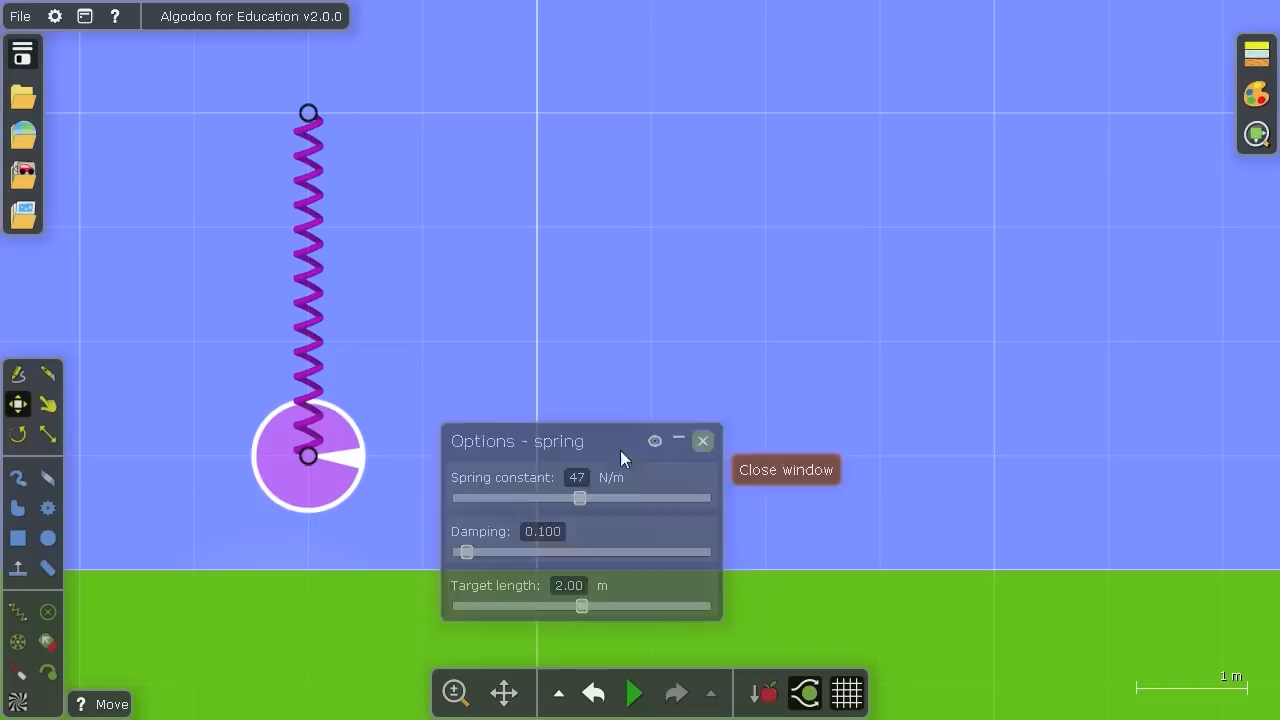 File ? Algodoo for Education v2.0.0
Options - spring
Spring constant: 47 N/m
Close window
Damping: 0.100
Target length: 2.00 m
1 m
? Move